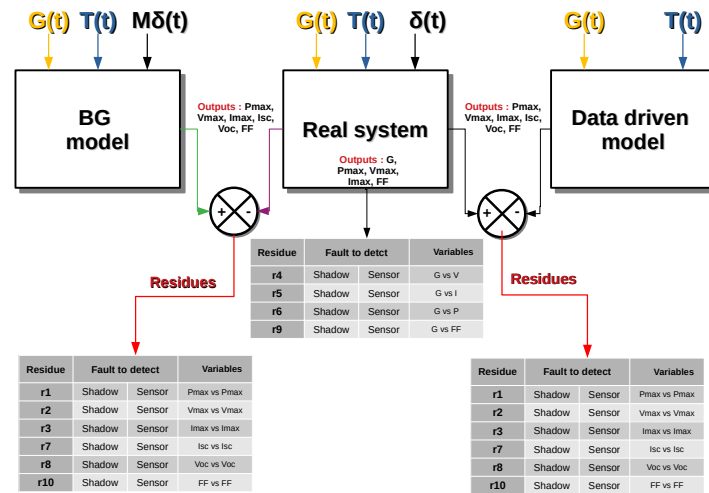 G(t) T(t) Mδ(t)
G(t) T(t) δ(t)
G(t) T(t)
BG
model
Outputs : Pmax,
Vmax, Imax, Isc,
Voc, FF
Real system
Outputs : G,
Pmax, Vmax,
Imax, FF
Outputs : Pmax,
Vmax, Imax, Isc,
Voc, FF
Data driven
model
+ -
+ -
Residues
Residues
Residue Fault to detct Variables
r4 Shadow Sensor G vs V
r5 Shadow Sensor G vs I
r6 Shadow Sensor G vs P
r9 Shadow Sensor G vs FF
Residue Fault to detect Variables
r1 Shadow Sensor Pmax vs Pmax
r2 Shadow Sensor Vmax vs Vmax
r3 Shadow Sensor Imax vs Imax
r7 Shadow Sensor Isc vs Isc
r8 Shadow Sensor Voc vs Voc
r10 Shadow Sensor FF vs FF
Residue Fault to detect Variables
r1 Shadow Sensor Pmax vs Pmax
r2 Shadow Sensor Vmax vs Vmax
r3 Shadow Sensor Imax vs Imax
r7 Shadow Sensor Isc vs Isc
r8 Shadow Sensor Voc vs Voc
r10 Shadow Sensor FF vs FF